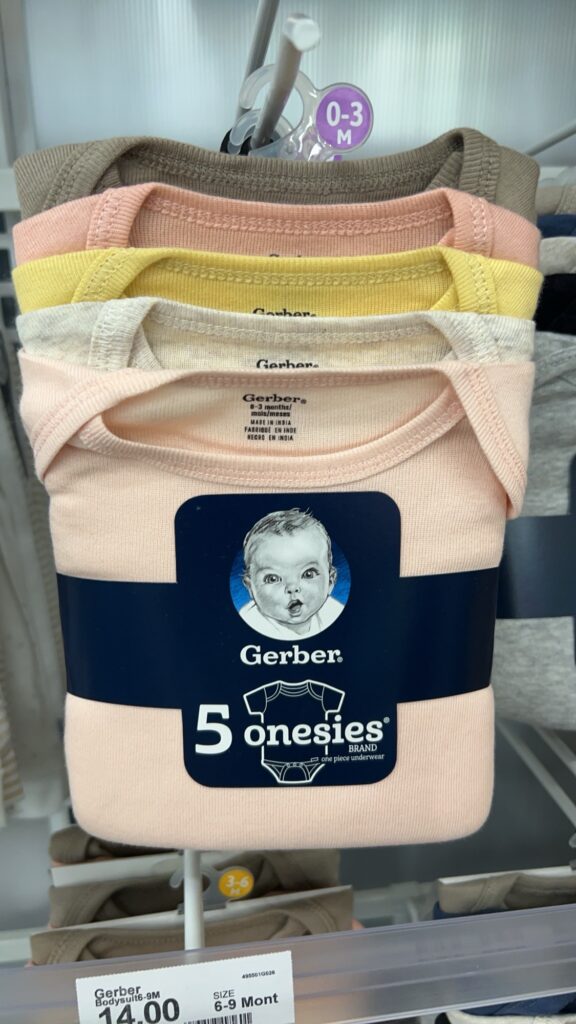 0-3
M
Gerber®
Gerber®
Gerber®
0-3 months/
mois/meses
MADE IN INDIA
FABRIQUÉ EN INDE
HECHO EN INDIA
Gerber®
5 onesies®
BRAND
one piece underwear
3-6
M
495501G026
Gerber
Bodysuit6-9M
14.00
SIZE
6-9 Mont